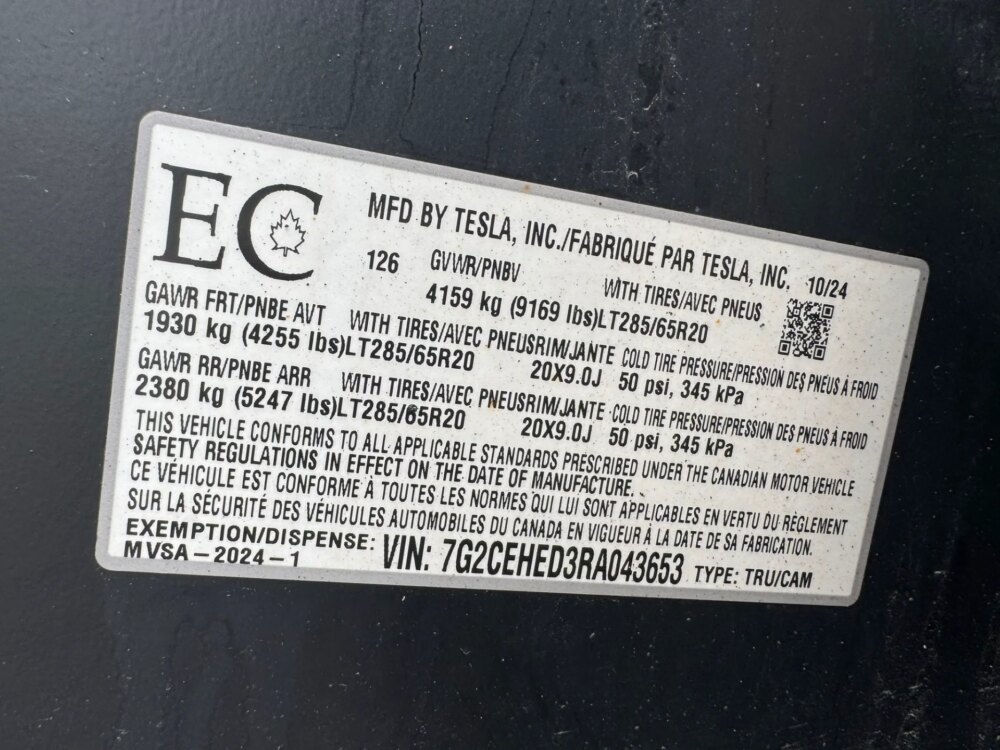 EC
MFD BY TESLA, INC./FABRIQUÉ PAR TESLA, INC. 10/24
126 GVWR/PNBV WITH TIRES/AVEC PNEUS
4159 kg (9169 lbs)LT285/65R20
GAWR FRT/PNBE AVT WITH TIRES/AVEC PNEUSRIM/JANTE COLD TIRE PRESSURE/PRESSION DES PNEUS À FROID
1930 kg (4255 lbs)LT285/65R20 20X9.0J 50 psi, 345 kPa
GAWR RR/PNBE ARR WITH TIRES/AVEC PNEUSRIM/JANTE COLD TIRE PRESSURE/PRESSION DES PNEUS À FROID
2380 kg (5247 lbs)LT285/65R20 20X9.0J 50 psi, 345 kPa
THIS VEHICLE CONFORMS TO ALL APPLICABLE STANDARDS PRESCRIBED UNDER THE CANADIAN MOTOR VEHICLE
SAFETY REGULATIONS IN EFFECT ON THE DATE OF MANUFACTURE.
CE VÉHICULE EST CONFORME À TOUTES LES NORMES QUI LUI SONT APPLICABLES EN VERTU DU RÈGLEMENT
SUR LA SÉCURITÉ DES VÉHICULES AUTOMOBILES DU CANADA EN VIGUEUR À LA DATE DE SA FABRICATION.
EXEMPTION/DISPENSE: VIN: 7G2CEHED3RA043653 TYPE: TRU/CAM
MVSA-2024-1